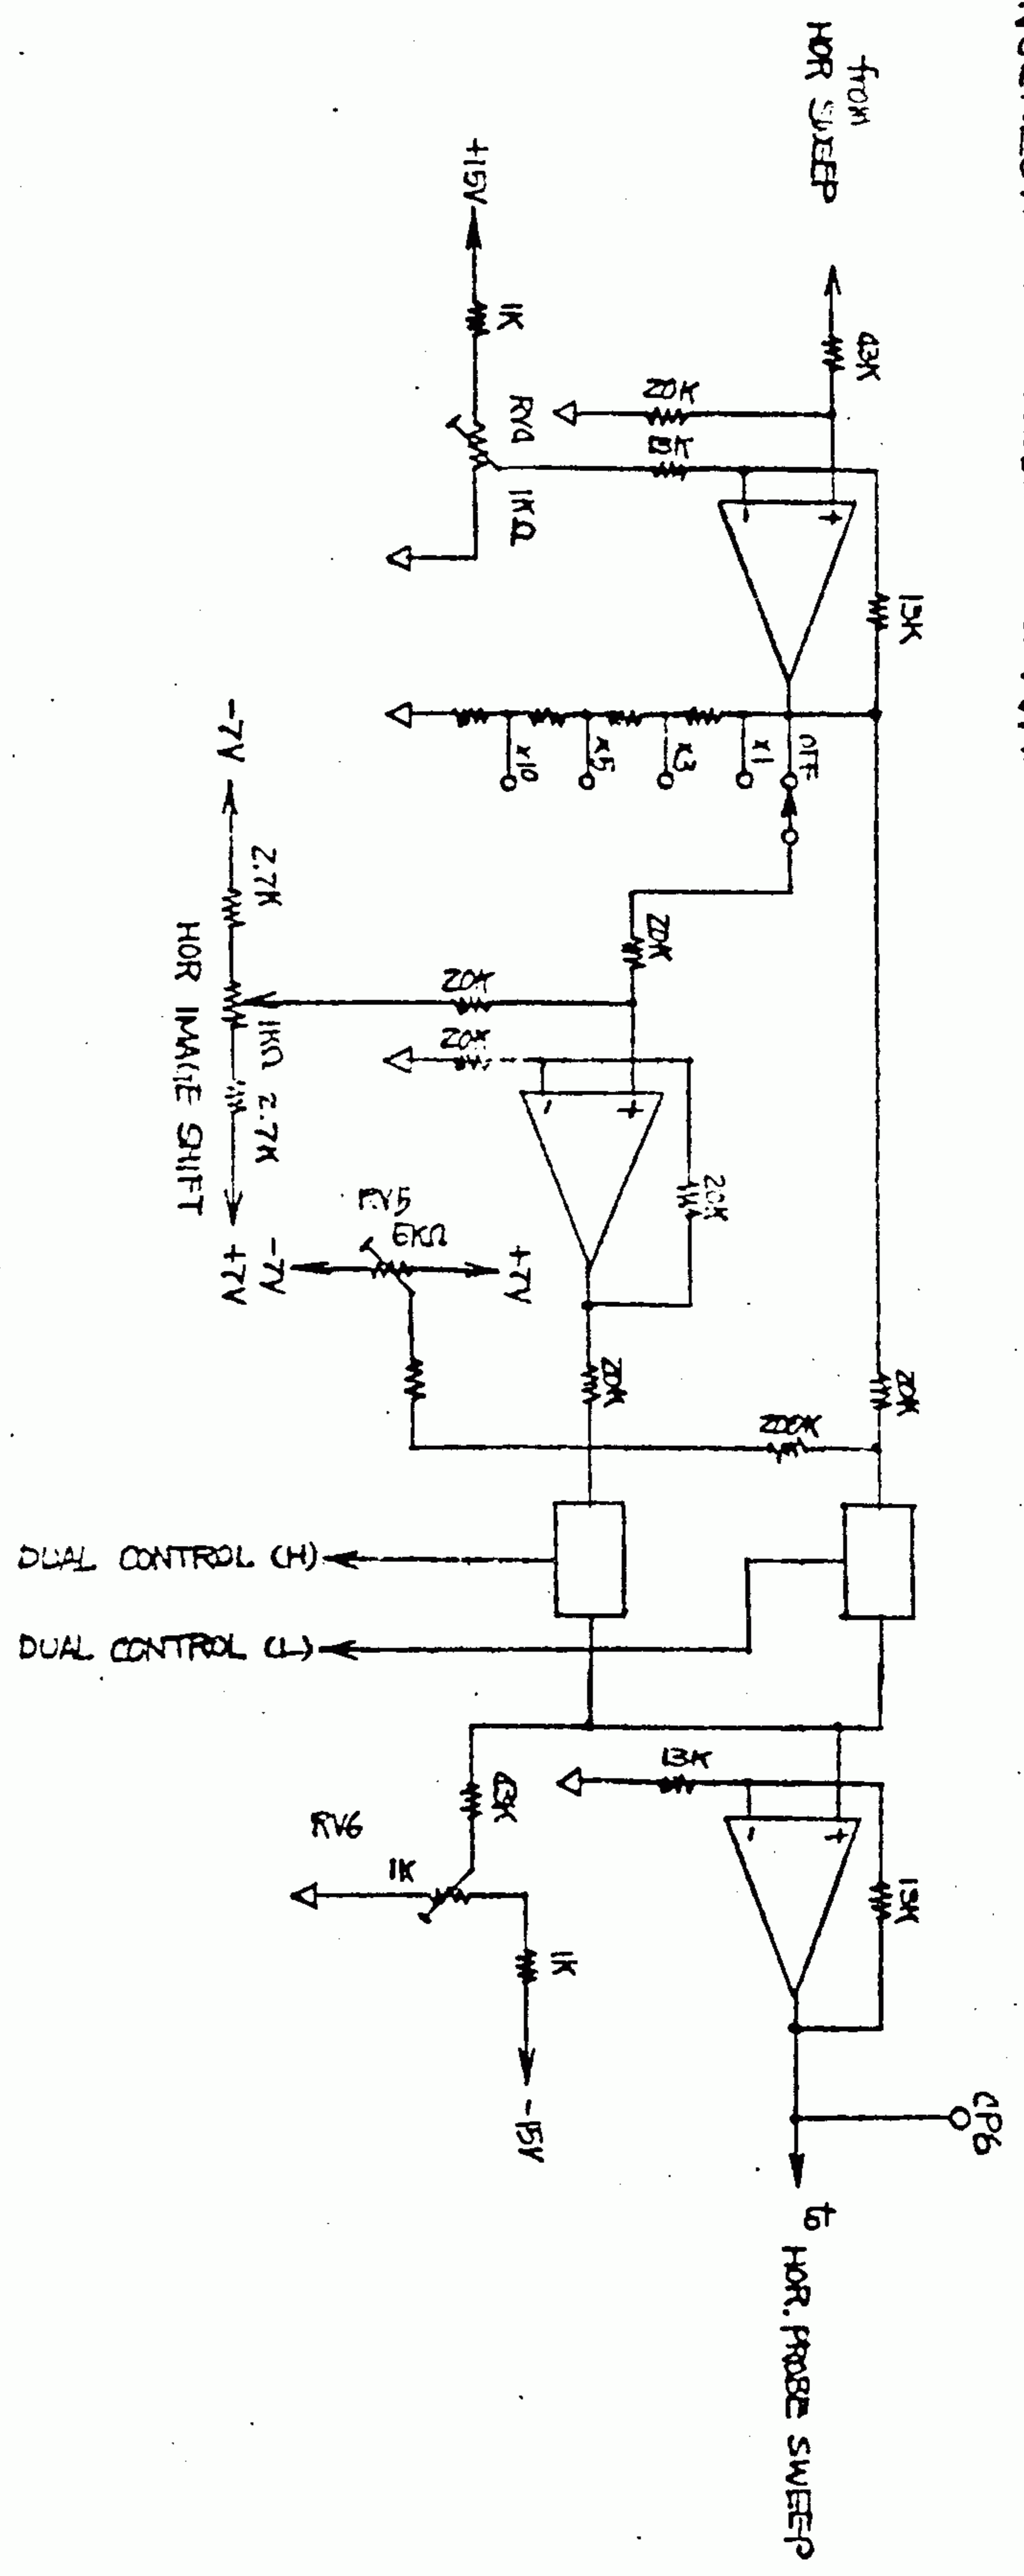 from
HOR SWEEP
43K
20K
13K
+
-
13K
+15V
1K
RV4
1KΩ
OFF
x1
x3
x5
x10
20K
20K
20K
+
-
20K
-7V
2.7K
1KΩ
2.7K
+7V
HOR IMAGE SHIFT
RV5
-7V
+7V
20K
20K
200K
DUAL CONTROL (H)
DUAL CONTROL (L)
13K
+
-
13K
43K
RV6
1K
1K
-15V
CP6
to HOR. PROBE SWEEP